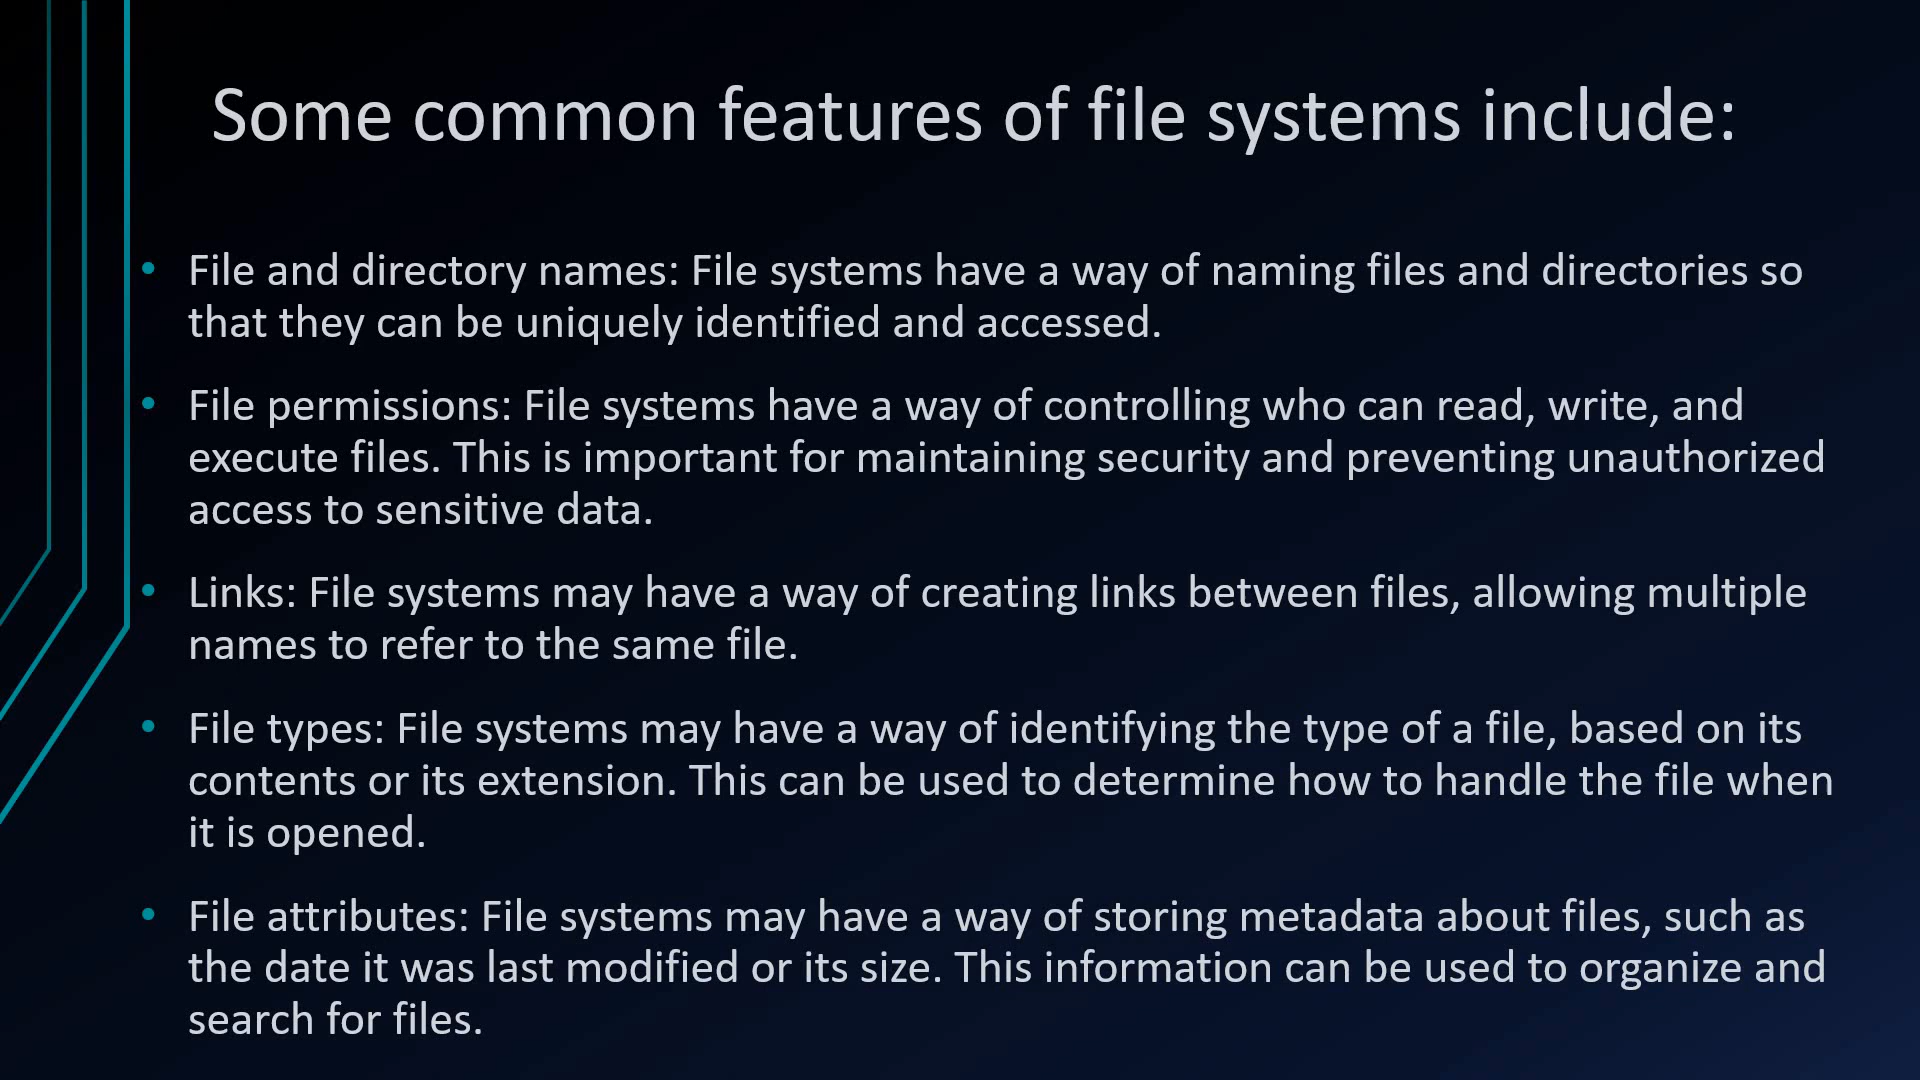 Some common features of file systems include:
• File and directory names: File systems have a way of naming files and directories so
that they can be uniquely identified and accessed.
• File permissions: File systems have a way of controlling who can read, write, and
execute files. This is important for maintaining security and preventing unauthorized
access to sensitive data.
• Links: File systems may have a way of creating links between files, allowing multiple
names to refer to the same file.
• File types: File systems may have a way of identifying the type of a file, based on its
contents or its extension. This can be used to determine how to handle the file when
it is opened.
• File attributes: File systems may have a way of storing metadata about files, such as
the date it was last modified or its size. This information can be used to organize and
search for files.